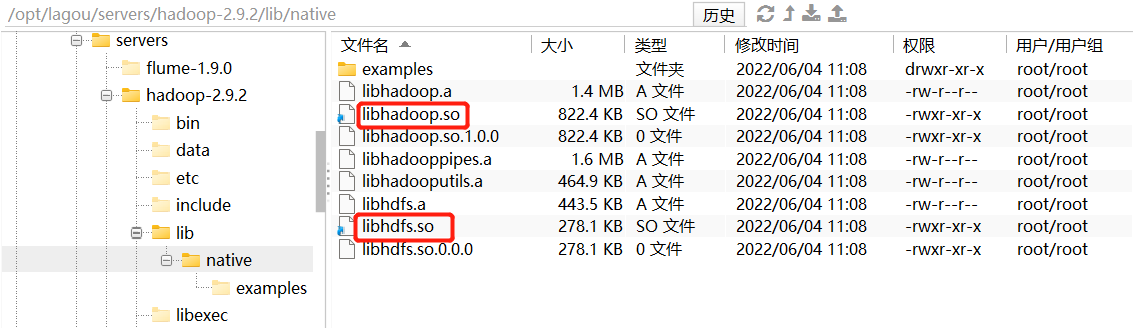 /opt/lagou/servers/hadoop-2.9.2/lib/native 历史
servers
flume-1.9.0
hadoop-2.9.2
bin
data
etc
include
lib
native
examples
libexec
文件名 大小 类型 修改时间 权限 用户/用户组
examples 文件夹 2022/06/04 11:08 drwxr-xr-x root/root
libhadoop.a 1.4 MB A 文件 2022/06/04 11:08 -rw-r--r-- root/root
libhadoop.so 822.4 KB SO 文件 2022/06/04 11:08 -rwxr-xr-x root/root
libhadoop.so.1.0.0 822.4 KB 0 文件 2022/06/04 11:08 -rwxr-xr-x root/root
libhadooppipes.a 1.6 MB A 文件 2022/06/04 11:08 -rw-r--r-- root/root
libhadooputils.a 464.9 KB A 文件 2022/06/04 11:08 -rw-r--r-- root/root
libhdfs.a 443.5 KB A 文件 2022/06/04 11:08 -rw-r--r-- root/root
libhdfs.so 278.1 KB SO 文件 2022/06/04 11:08 -rwxr-xr-x root/root
libhdfs.so.0.0.0 278.1 KB 0 文件 2022/06/04 11:08 -rwxr-xr-x root/root